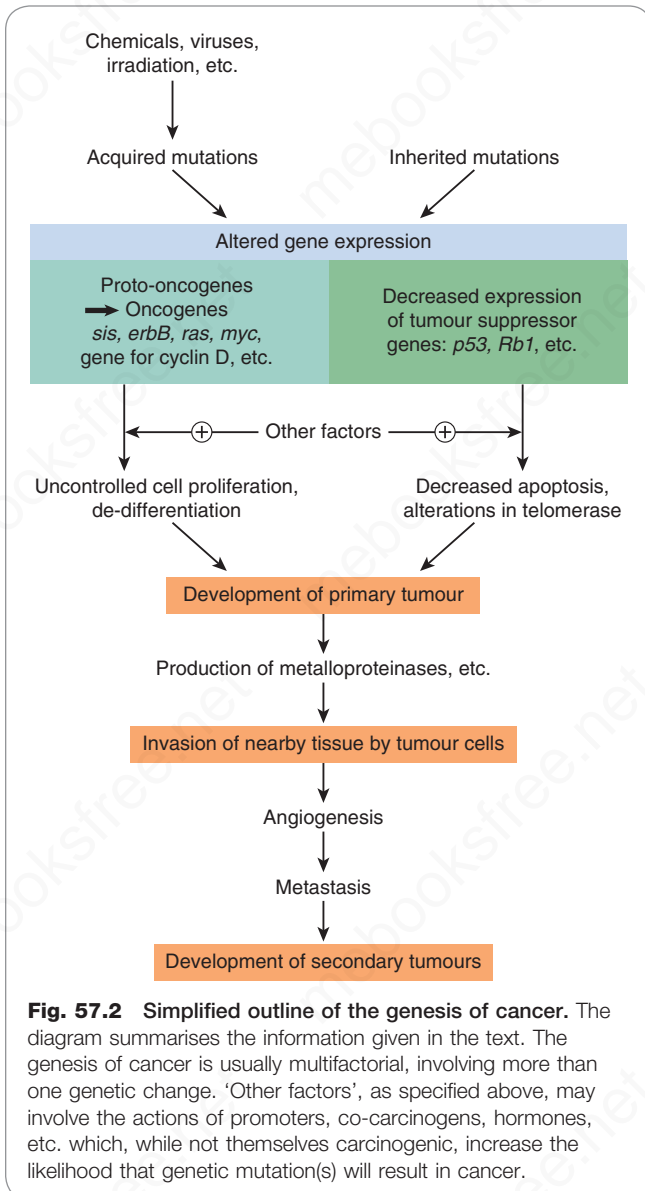 Chemicals, viruses,
irradiation, etc.
Acquired mutations
Inherited mutations
Altered gene expression
Proto-oncogenes
➡ Oncogenes
sis, erbB, ras, myc,
gene for cyclin D, etc.
Decreased expression
of tumour suppressor
genes: p53, Rb1, etc.
+ Other factors +
Uncontrolled cell proliferation,
de-differentiation
Decreased apoptosis,
alterations in telomerase
Development of primary tumour
Production of metalloproteinases, etc.
Invasion of nearby tissue by tumour cells
Angiogenesis
Metastasis
Development of secondary tumours
Fig. 57.2 Simplified outline of the genesis of cancer. The
diagram summarises the information given in the text. The
genesis of cancer is usually multifactorial, involving more than
one genetic change. ‘Other factors’, as specified above, may
involve the actions of promoters, co-carcinogens, hormones,
etc. which, while not themselves carcinogenic, increase the
likelihood that genetic mutation(s) will result in cancer.
mebooksfree.net